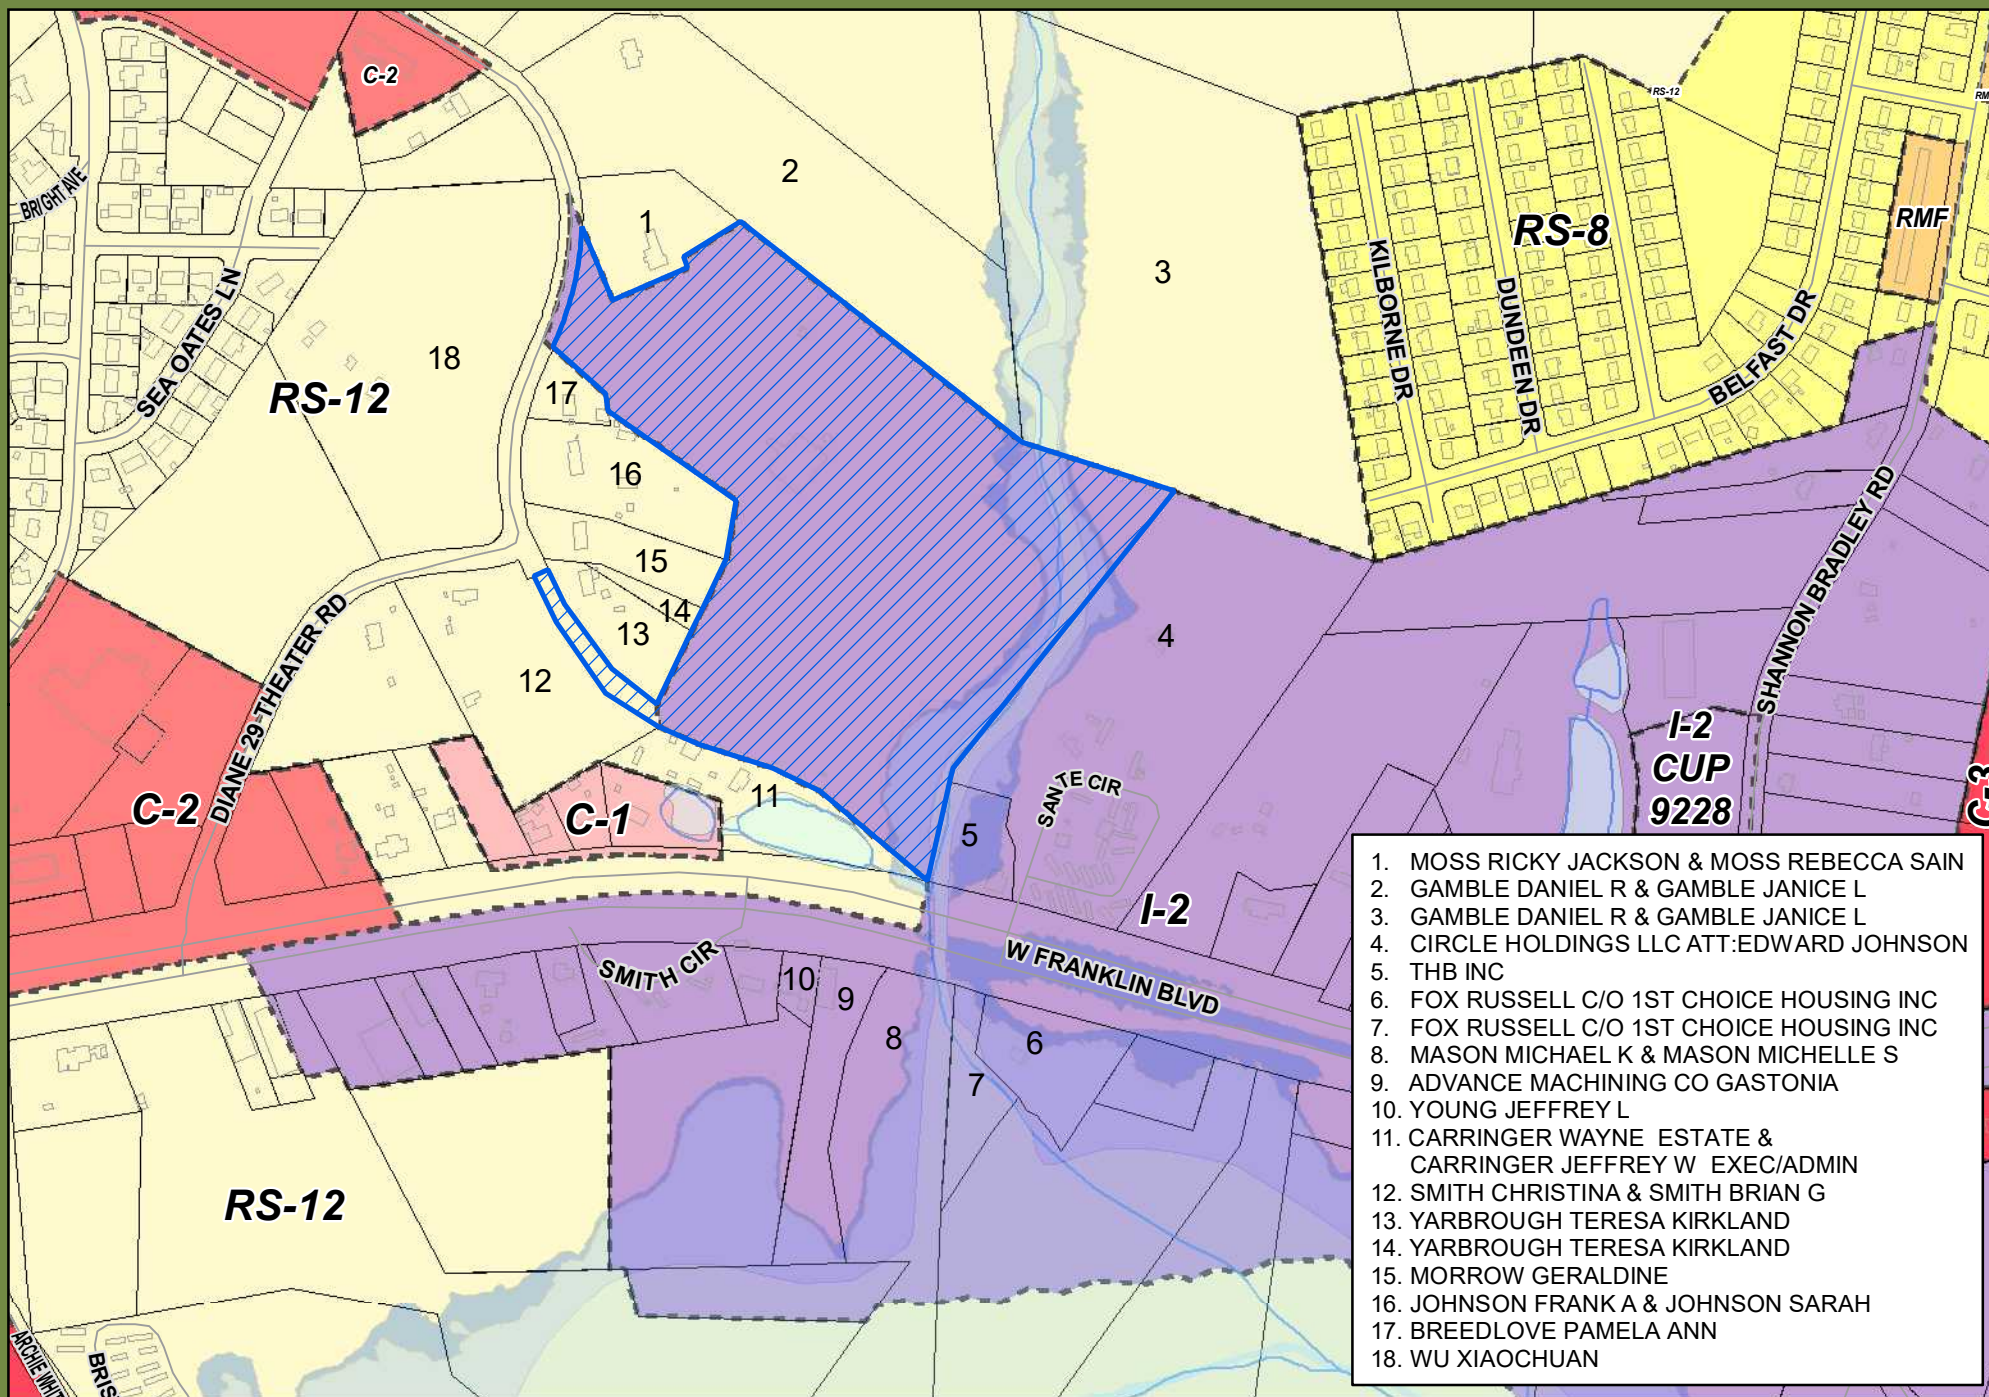 C-2
RS-12
RM
BRIGHT AVE
2
1
RS-8
RMF
3
KILBORNE DR
DUNDEEN DR
BELFAST DR
SEA OATES LN
18
RS-12
17
16
15
14
13
12
4
SHANNON BRADLEY RD
DIANE 29 THEATER RD
I-2
CUP
9228
C-3
C-2
C-1
11
5
SANTE CIR
I-2
W FRANKLIN BLVD
SMITH CIR
10
9
8
7
6
RS-12
ARCHIE WHIT
BRIS
1. MOSS RICKY JACKSON & MOSS REBECCA SAIN
2. GAMBLE DANIEL R & GAMBLE JANICE L
3. GAMBLE DANIEL R & GAMBLE JANICE L
4. CIRCLE HOLDINGS LLC ATT:EDWARD JOHNSON
5. THB INC
6. FOX RUSSELL C/O 1ST CHOICE HOUSING INC
7. FOX RUSSELL C/O 1ST CHOICE HOUSING INC
8. MASON MICHAEL K & MASON MICHELLE S
9. ADVANCE MACHINING CO GASTONIA
10. YOUNG JEFFREY L
11. CARRINGER WAYNE ESTATE &
CARRINGER JEFFREY W EXEC/ADMIN
12. SMITH CHRISTINA & SMITH BRIAN G
13. YARBROUGH TERESA KIRKLAND
14. YARBROUGH TERESA KIRKLAND
15. MORROW GERALDINE
16. JOHNSON FRANK A & JOHNSON SARAH
17. BREEDLOVE PAMELA ANN
18. WU XIAOCHUAN